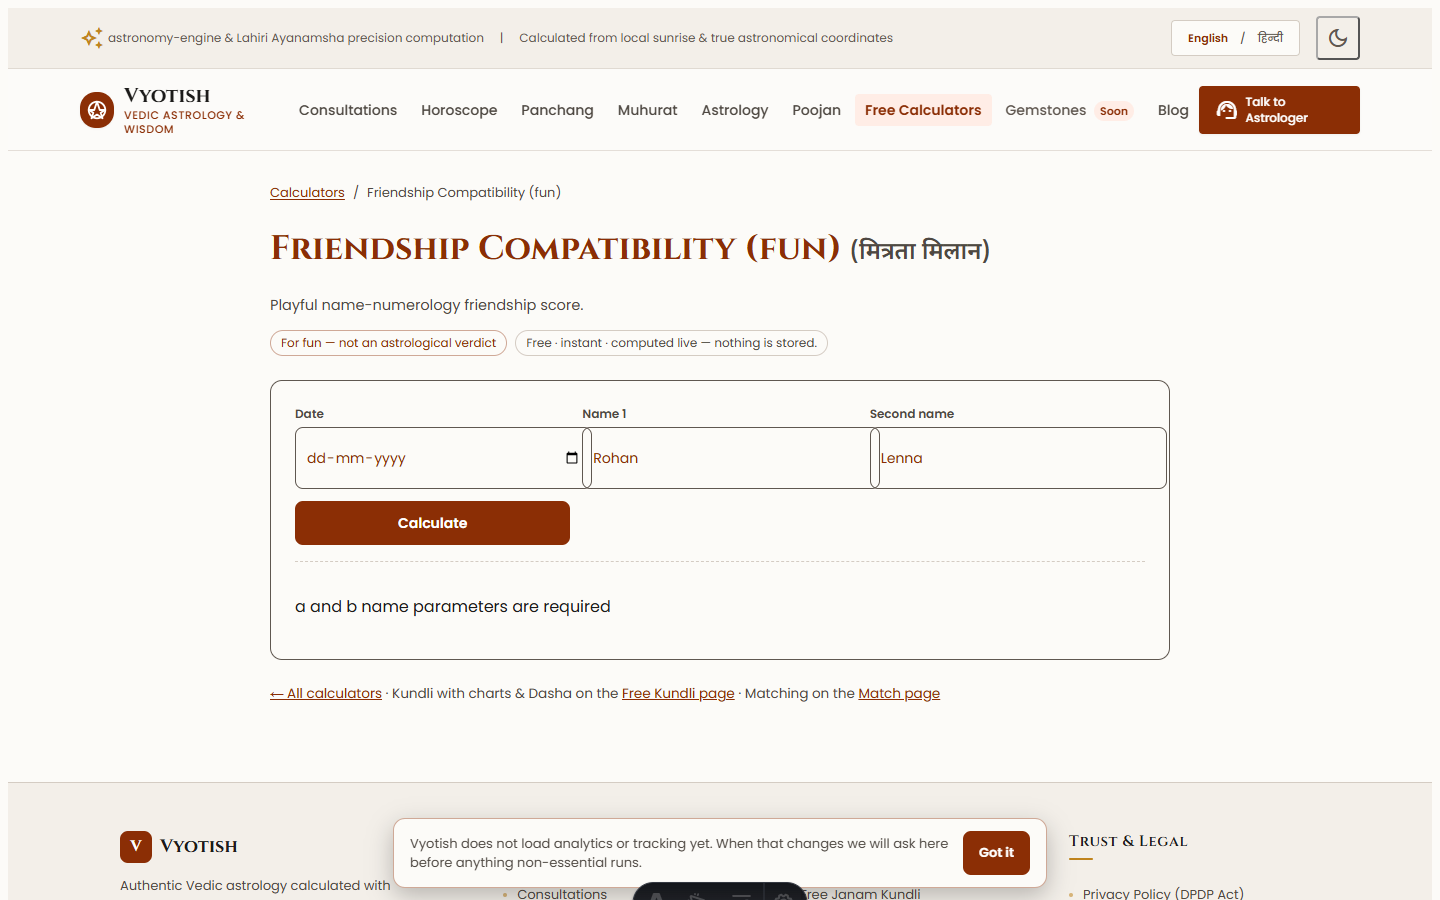 astronomy-engine & Lahiri Ayanamsha precision computation | Calculated from local sunrise & true astronomical coordinates
English / हिन्दी
Vyotish
VEDIC ASTROLOGY & WISDOM
Consultations Horoscope Panchang Muhurat Astrology Poojan Free Calculators Gemstones Soon Blog
Talk to Astrologer
Calculators / Friendship Compatibility (fun)
Friendship Compatibility (fun) (मित्रता मिलान)
Playful name-numerology friendship score.
For fun — not an astrological verdict
Free · instant · computed live — nothing is stored.
Date Name 1 Second name
dd-mm-yyyy Rohan Lenna
Calculate
a and b name parameters are required
← All calculators · Kundli with charts & Dasha on the Free Kundli page · Matching on the Match page
V Vyotish
Authentic Vedic astrology calculated with
Vyotish does not load analytics or tracking yet. When that changes we will ask here
before anything non-essential runs.
Got it
Trust & Legal
Consultations
Free Janam Kundli
Privacy Policy (DPDP Act)